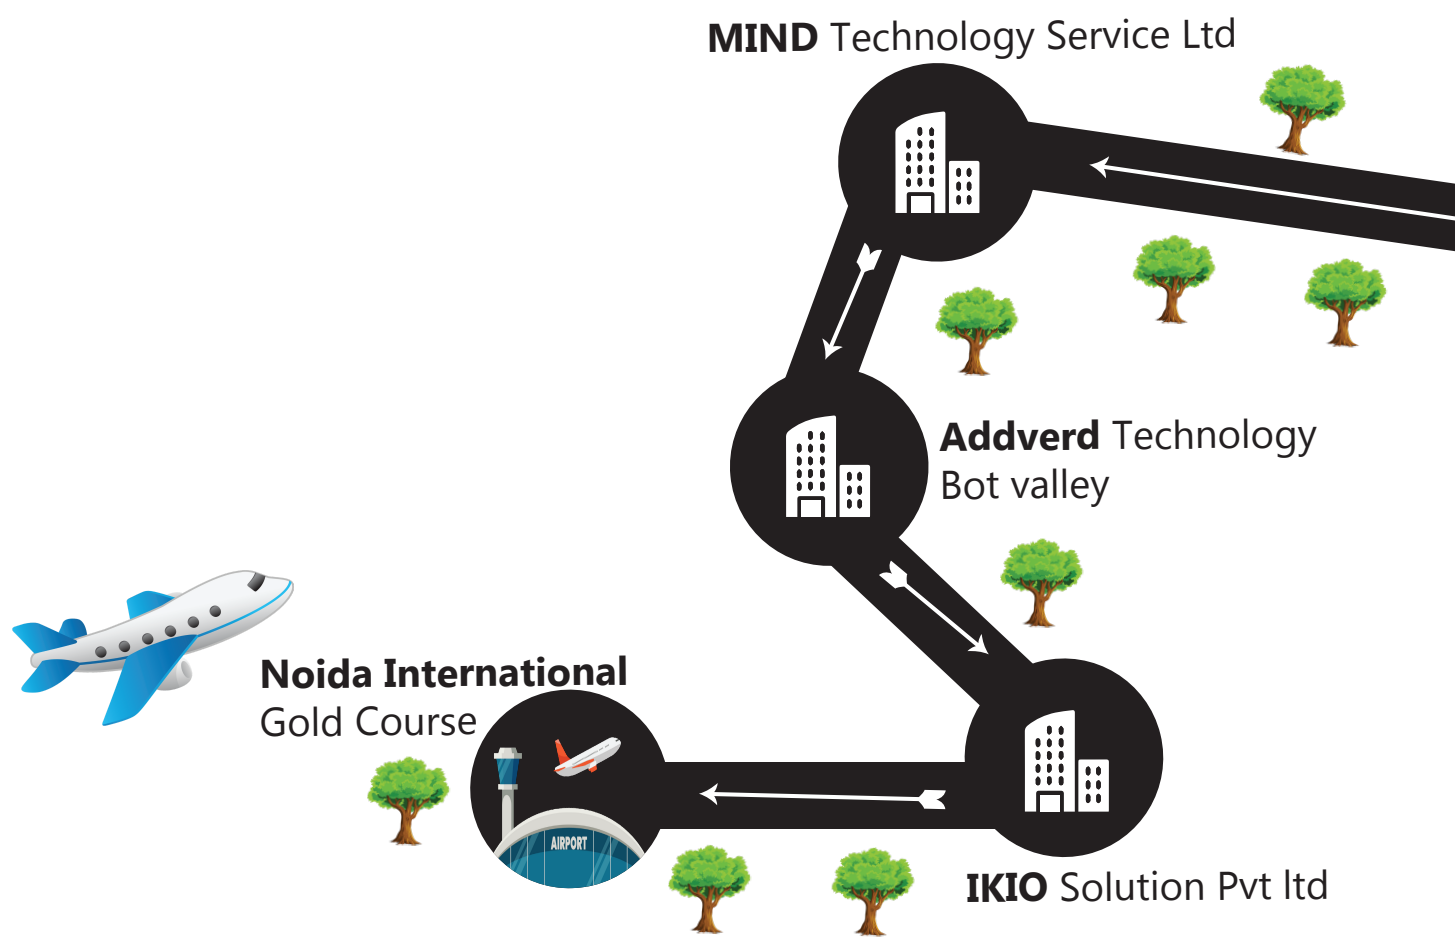 MIND Technology Service Ltd
Addverd Technology
Bot valley
Noida International
Gold Course
AIRPORT
IKIO Solution Pvt ltd